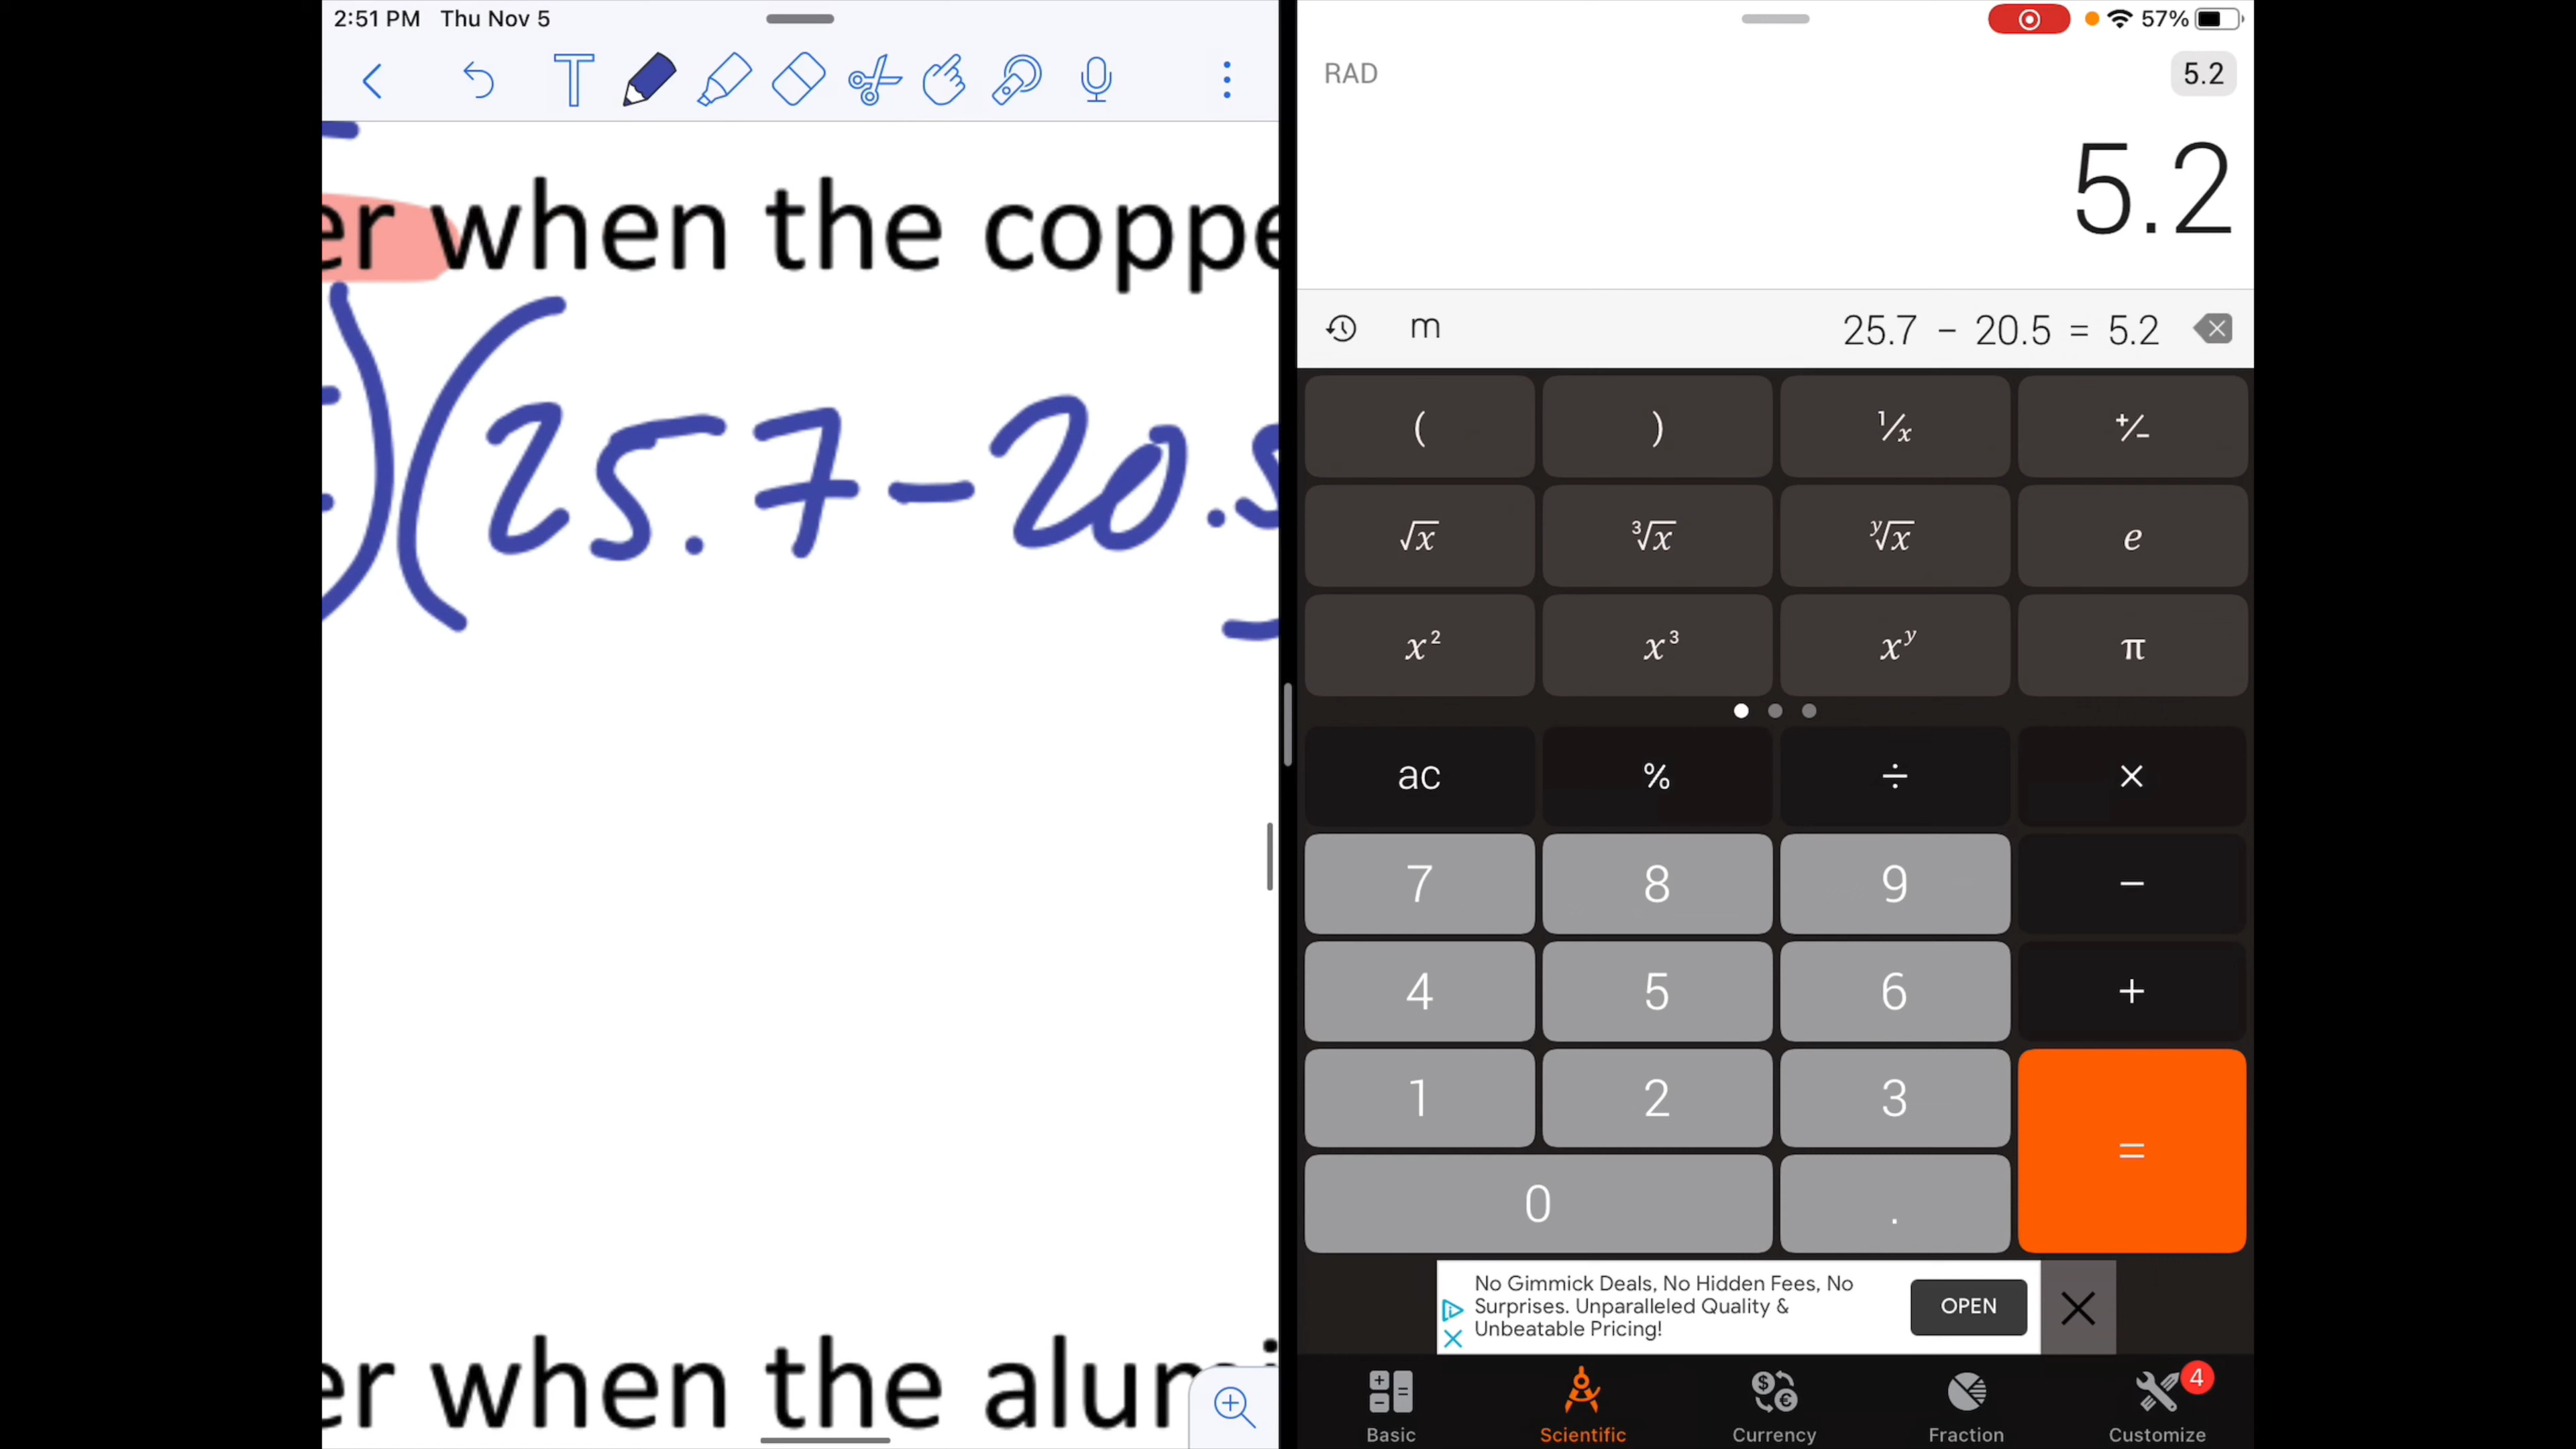 2:51 PM Thu Nov 5
T
er when the coppe
)(25.7-20.5
er when the alumi
57%
RAD
5.2
5.2
m 25.7 - 20.5 = 5.2
( ) 1/x +/-
√x ³√x ʸ√x e
x² x³ xʸ π
ac % ÷ ×
7 8 9 -
4 5 6 +
1 2 3 =
0 .
No Gimmick Deals, No Hidden Fees, No
Surprises. Unparalleled Quality &
Unbeatable Pricing!
OPEN
4
Basic Scientific Currency Fraction Customize